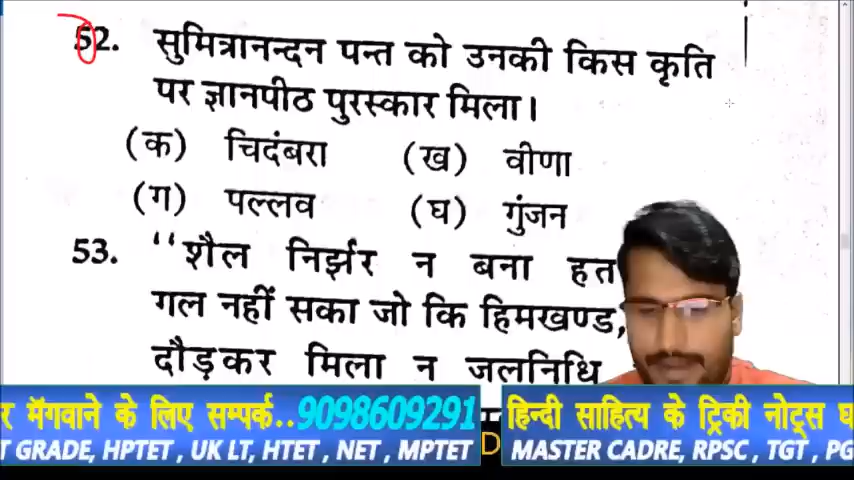 52. सुमित्रानन्दन पन्त को उनकी किस कृति
पर ज्ञानपीठ पुरस्कार मिला।
(क) चिदंबरा (ख) वीणा
(ग) पल्लव (घ) गुंजन
53. “शैल निर्झर न बना हत
गल नहीं सका जो कि हिमखण्ड,
दौड़कर मिला न जलनिधि
र मॅगवाने के लिए सम्पर्क..9098609291 हिन्दी साहित्य के ट्रिकी नोट्स घ
T GRADE, HPTET , UK LT, HTET , NET , MPTET D MASTER CADRE, RPSC , TGT , PG